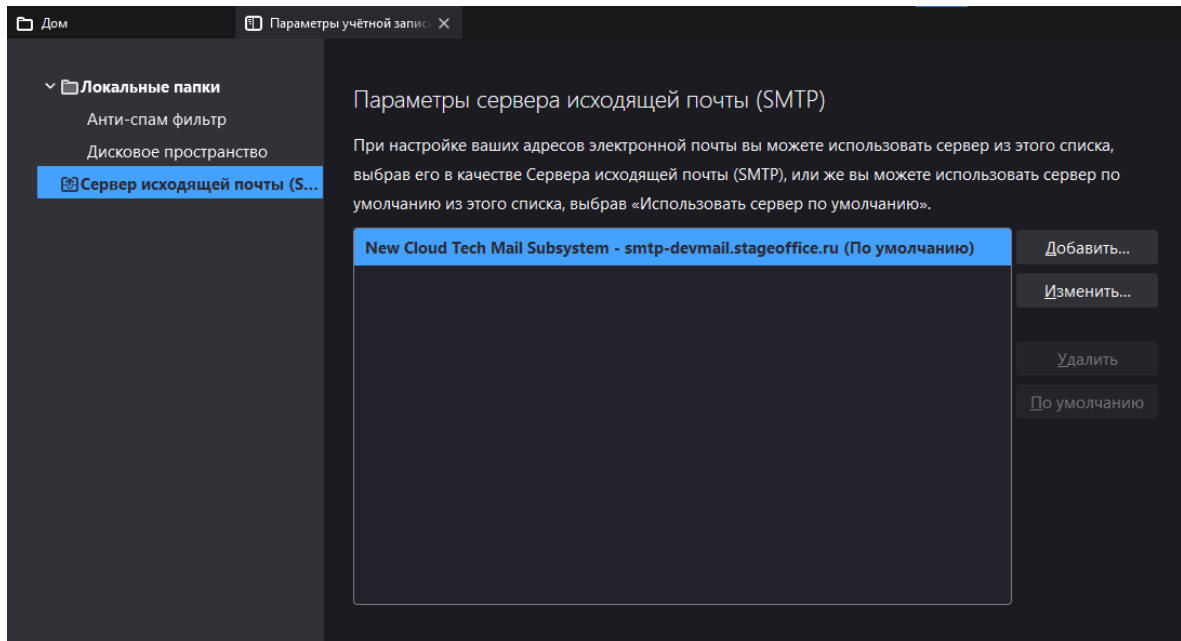 Дом
Параметры учётной запис
Локальные папки
Анти-спам фильтр
Дисковое пространство
Сервер исходящей почты (S...
Параметры сервера исходящей почты (SMTP)
При настройке ваших адресов электронной почты вы можете использовать сервер из этого списка,
выбрав его в качестве Сервера исходящей почты (SMTP), или же вы можете использовать сервер по
умолчанию из этого списка, выбрав «Использовать сервер по умолчанию».
New Cloud Tech Mail Subsystem - smtp-devmail.stageoffice.ru (По умолчанию)
Добавить...
Изменить...
Удалить
По умолчанию